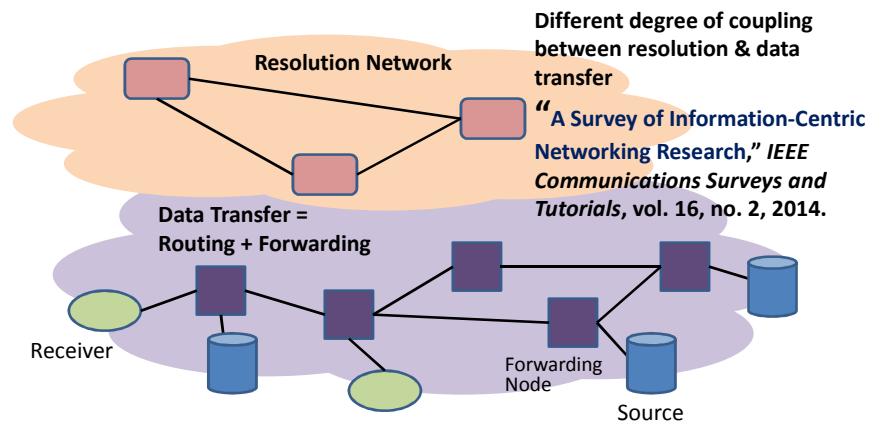 Resolution Network
Different degree of coupling
between resolution & data
transfer
“A Survey of Information-Centric
Networking Research,” IEEE
Communications Surveys and
Tutorials, vol. 16, no. 2, 2014.
Data Transfer =
Routing + Forwarding
Receiver
Forwarding
Node
Source